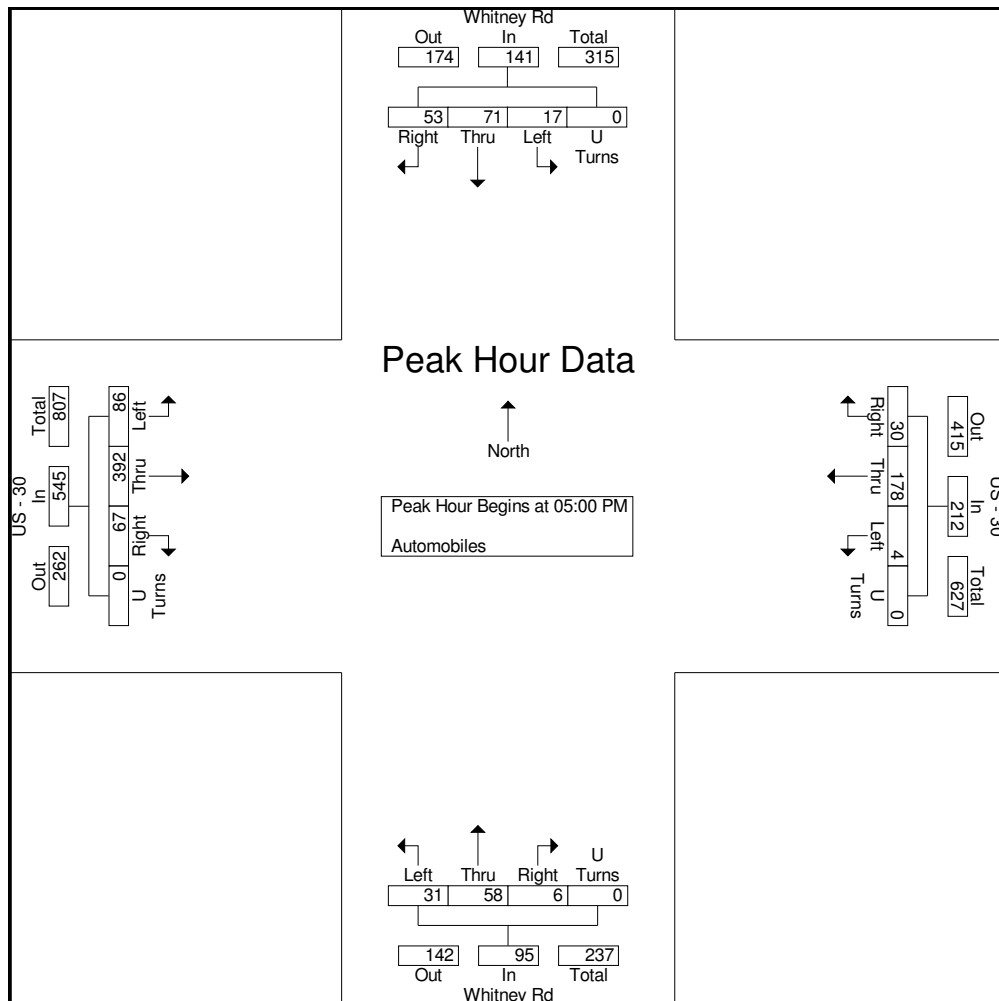 Whitney Rd
Out In Total
174 141 315
53 71 17 0
Right Thru Left U
Turns
Peak Hour Data
North
Peak Hour Begins at 05:00 PM
Automobiles
US - 30
Total In Out
807 545 262
86 392 67 0
Left Thru Right U
Turns
US - 30
Out In Total
415 212 627
30 178 4 0
Right Thru Left U
Turns
U
Left Thru Right Turns
31 58 6 0
142 95 237
Out In Total
Whitney Rd